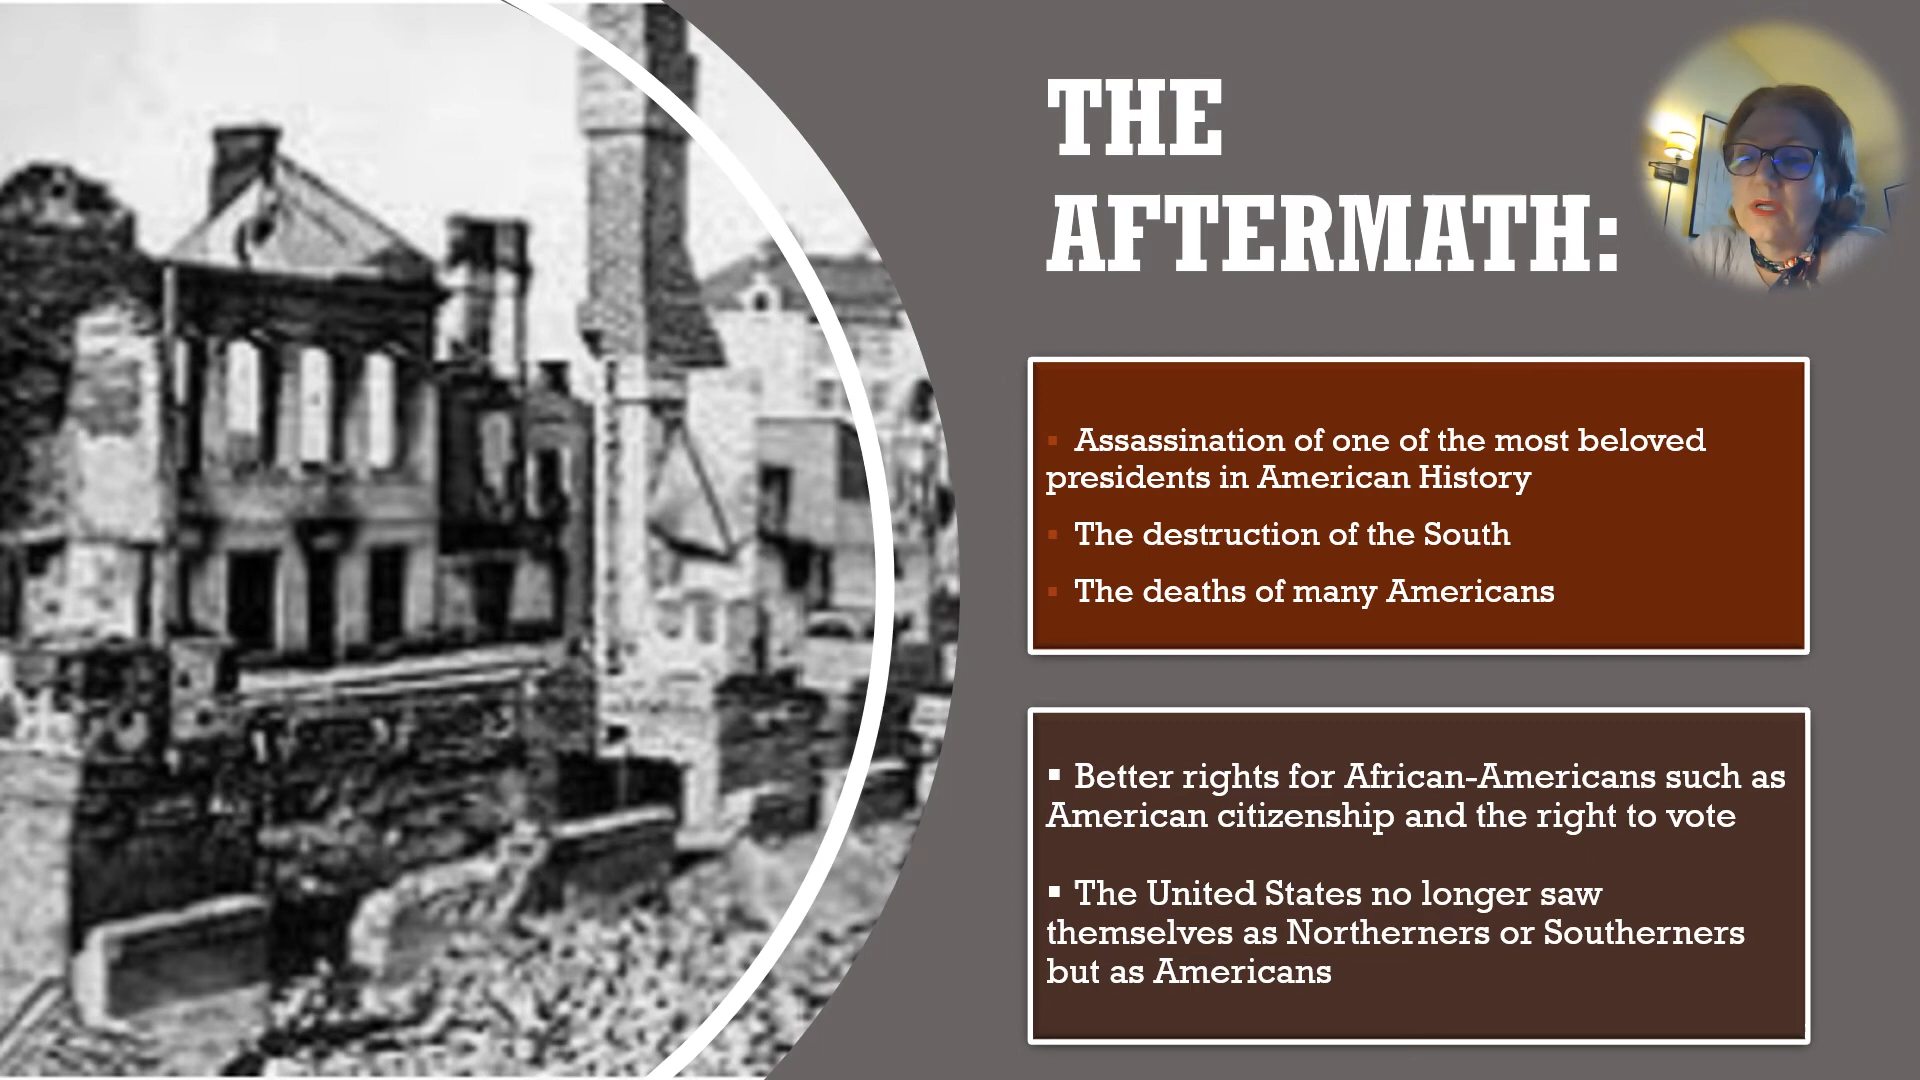 THE
AFTERMATH:
▪ Assassination of one of the most beloved
presidents in American History
▪ The destruction of the South
▪ The deaths of many Americans
▪ Better rights for African-Americans such as
American citizenship and the right to vote
▪ The United States no longer saw
themselves as Northerners or Southerners
but as Americans